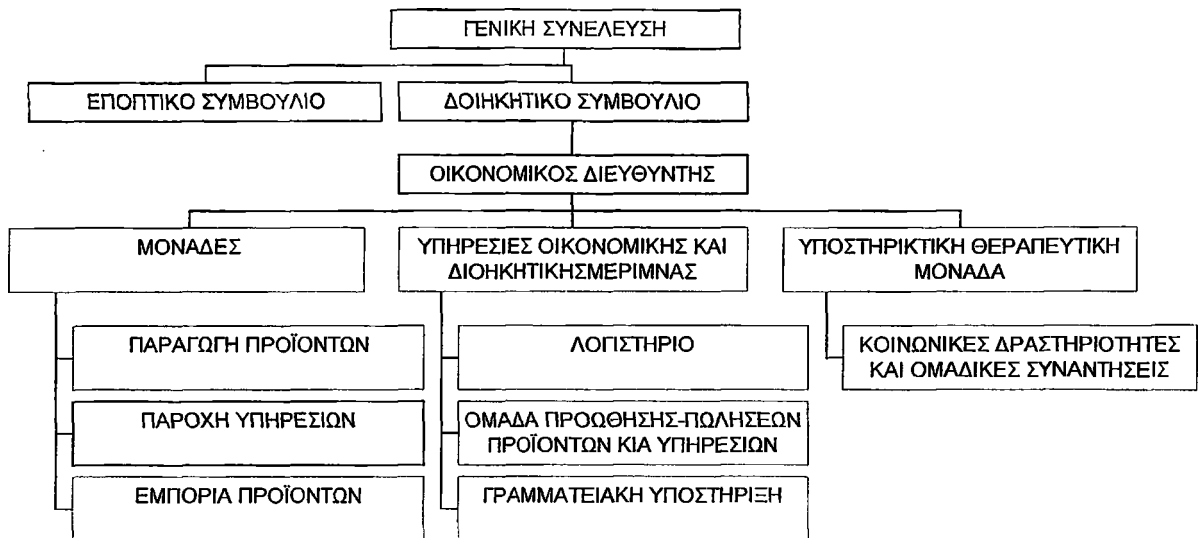 ΓΕΝΙΚΗ ΣΥΝΕΛΕΥΣΗ
ΕΠΟΠΤΙΚΟ ΣΥΜΒΟΥΛΙΟ
ΔΟΙΗΚΗΤΙΚΟ ΣΥΜΒΟΥΛΙΟ
ΟΙΚΟΝΟΜΙΚΟΣ ΔΙΕΥΘΥΝΤΗΣ
ΜΟΝΑΔΕΣ
ΥΠΗΡΕΣΙΕΣ ΟΙΚΟΝΟΜΙΚΗΣ ΚΑΙ
ΔΙΟΗΚΗΤΙΚΗΣΜΕΡΙΜΝΑΣ
ΥΠΟΣΤΗΡΙΚΤΙΚΗ ΘΕΡΑΠΕΥΤΙΚΗ
ΜΟΝΑΔΑ
ΠΑΡΑΓΩΓΗ ΠΡΟΪΟΝΤΩΝ
ΛΟΓΙΣΤΗΡΙΟ
ΚΟΙΝΩΝΙΚΕΣ ΔΡΑΣΤΗΡΙΟΤΗΤΕΣ
ΚΑΙ ΟΜΑΔΙΚΕΣ ΣΥΝΑΝΤΗΣΕΙΣ
ΠΑΡΟΧΗ ΥΠΗΡΕΣΙΩΝ
ΟΜΑΔΑ ΠΡΟΩΘΗΣΗΣ-ΠΩΛΗΣΕΩΝ
ΠΡΟΪΟΝΤΩΝ ΚΙΑ ΥΠΗΡΕΣΙΩΝ
ΕΜΠΟΡΙΑ ΠΡΟΪΟΝΤΩΝ
ΓΡΑΜΜΑΤΕΙΑΚΗ ΥΠΟΣΤΗΡΙΞΗ